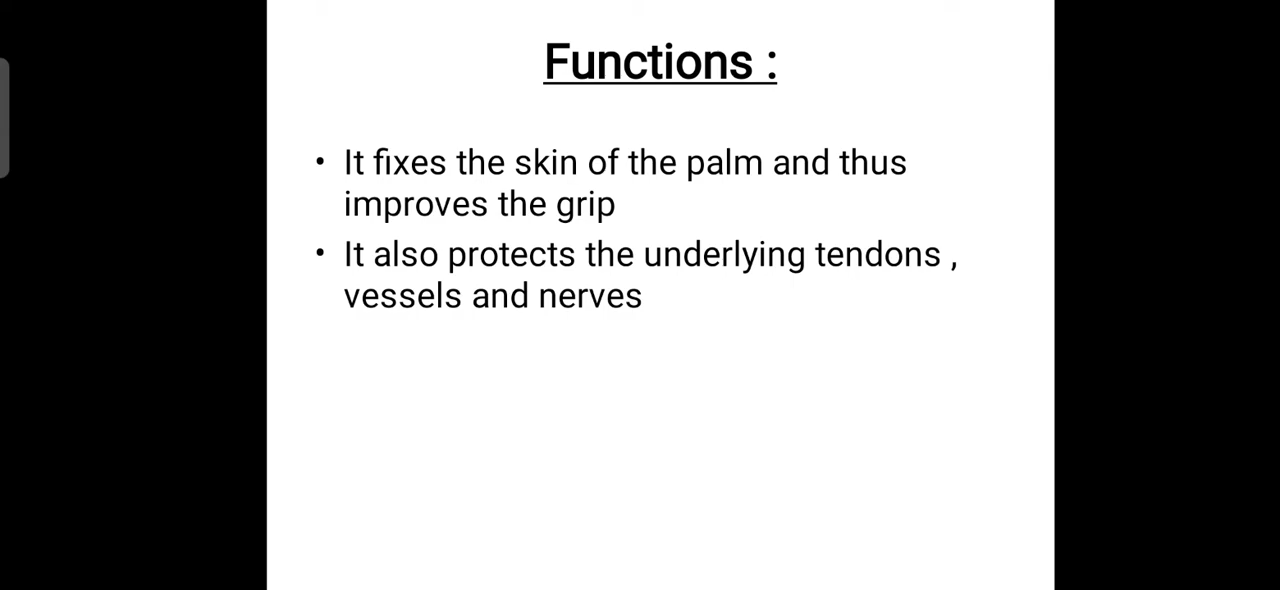 Functions :
• It fixes the skin of the palm and thus
improves the grip
• It also protects the underlying tendons ,
vessels and nerves